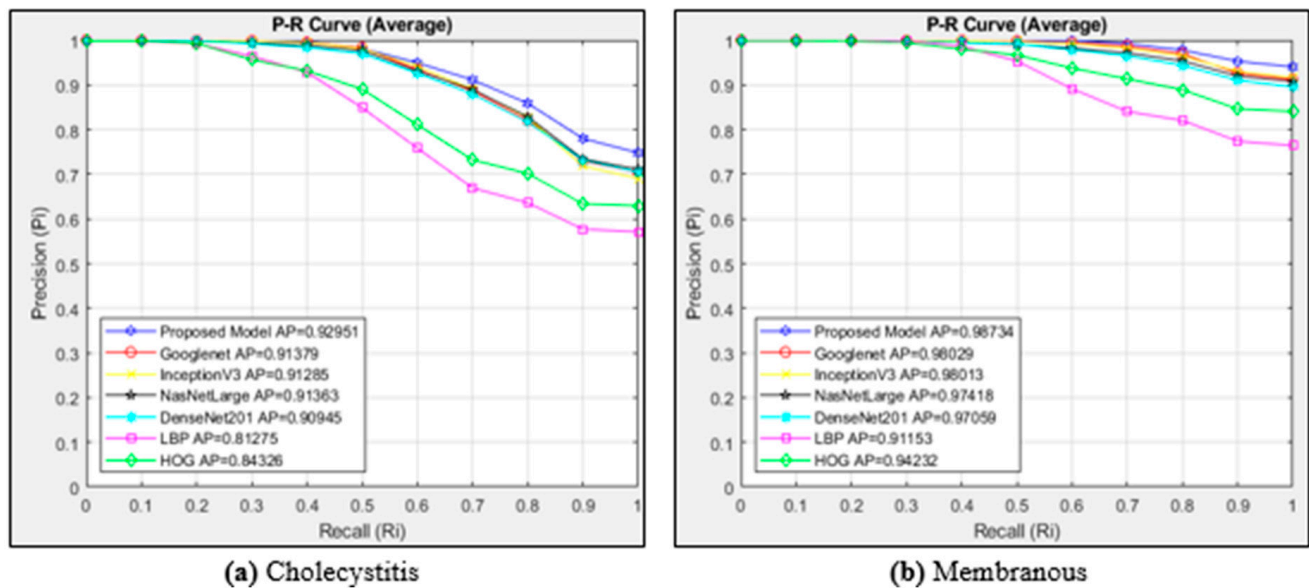 P-R Curve (Average)
Precision (Pi)
1
0.9
0.8
0.7
0.6
0.5
0.4
0.3
0.2
0.1
0
Proposed Model AP=0.92951
Googlenet AP=0.91379
InceptionV3 AP=0.91285
NasNetLarge AP=0.91363
DenseNet201 AP=0.90945
LBP AP=0.81275
HOG AP=0.84326
0 0.1 0.2 0.3 0.4 0.5 0.6 0.7 0.8 0.9 1
Recall (Ri)
(a) Cholecystitis
P-R Curve (Average)
Precision (Pi)
1
0.9
0.8
0.7
0.6
0.5
0.4
0.3
0.2
0.1
0
Proposed Model AP=0.98734
Googlenet AP=0.98029
InceptionV3 AP=0.98013
NasNetLarge AP=0.97418
DenseNet201 AP=0.97059
LBP AP=0.91153
HOG AP=0.94232
0 0.1 0.2 0.3 0.4 0.5 0.6 0.7 0.8 0.9 1
Recall (Ri)
(b) Membranous